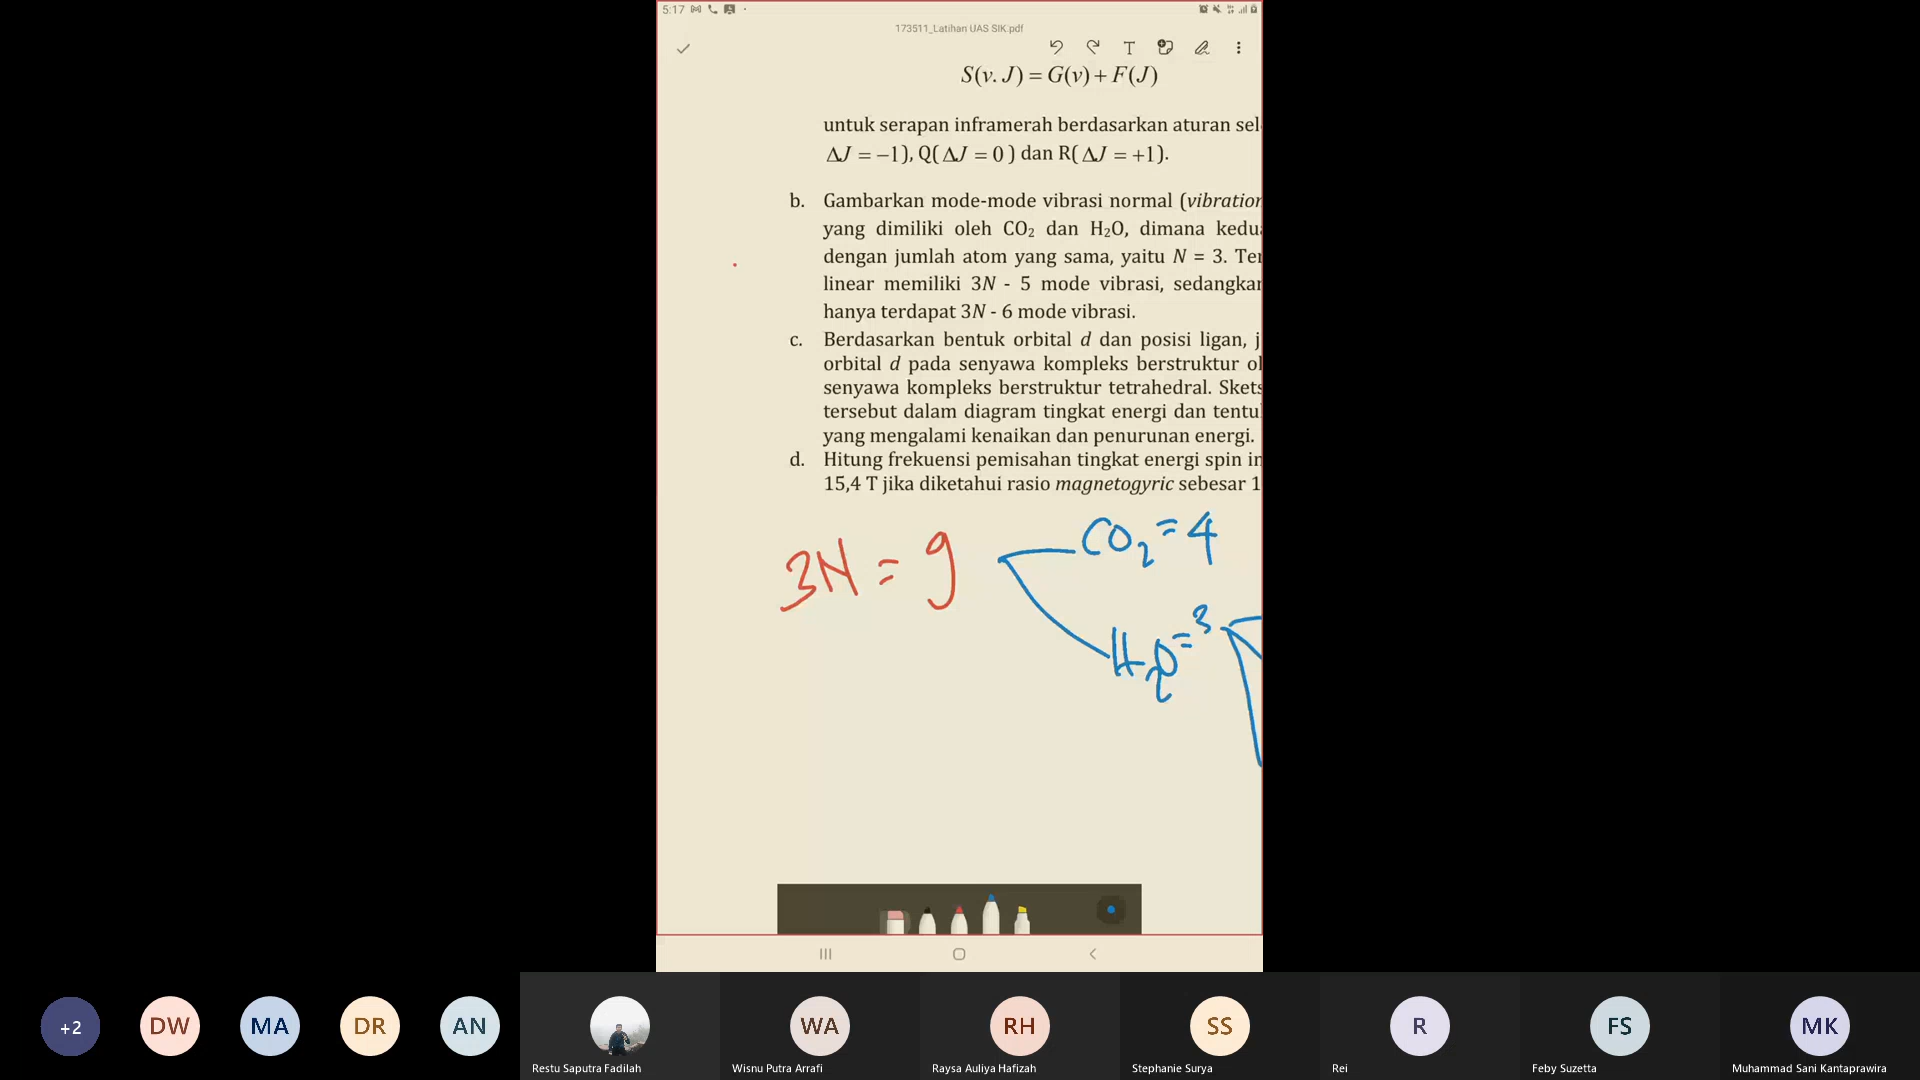 5:17
173511_Latihan UAS SIK.pdf
S(v. J) = G(v) + F(J)
untuk serapan inframerah berdasarkan aturan sel
ΔJ = −1), Q( ΔJ = 0 ) dan R( ΔJ = +1).
b. Gambarkan mode-mode vibrasi normal (vibration
yang dimiliki oleh CO₂ dan H₂O, dimana kedua
dengan jumlah atom yang sama, yaitu N = 3. Ter
linear memiliki 3N - 5 mode vibrasi, sedangkan
hanya terdapat 3N - 6 mode vibrasi.
c. Berdasarkan bentuk orbital d dan posisi ligan, j
orbital d pada senyawa kompleks berstruktur ok
senyawa kompleks berstruktur tetrahedral. Skets
tersebut dalam diagram tingkat energi dan tentu
yang mengalami kenaikan dan penurunan energi.
d. Hitung frekuensi pemisahan tingkat energi spin in
15,4 T jika diketahui rasio magnetogyric sebesar 1
3N = 9
CO₂ = 4
H₂O = 3
+2
DW
MA
DR
AN
WA
RH
SS
R
FS
MK
Restu Saputra Fadilah
Wisnu Putra Arrafi
Raysa Auliya Hafizah
Stephanie Surya
Rei
Feby Suzetta
Muhammad Sani Kantaprawira